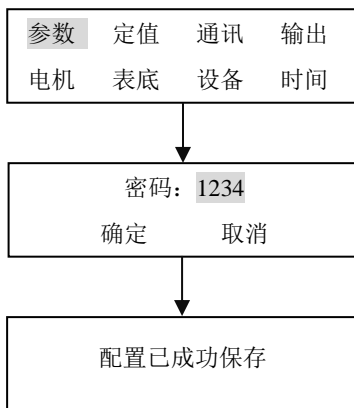 参数 定值 通讯 输出
电机 表底 设备 时间
密码：1234
确定 取消
配置已成功保存